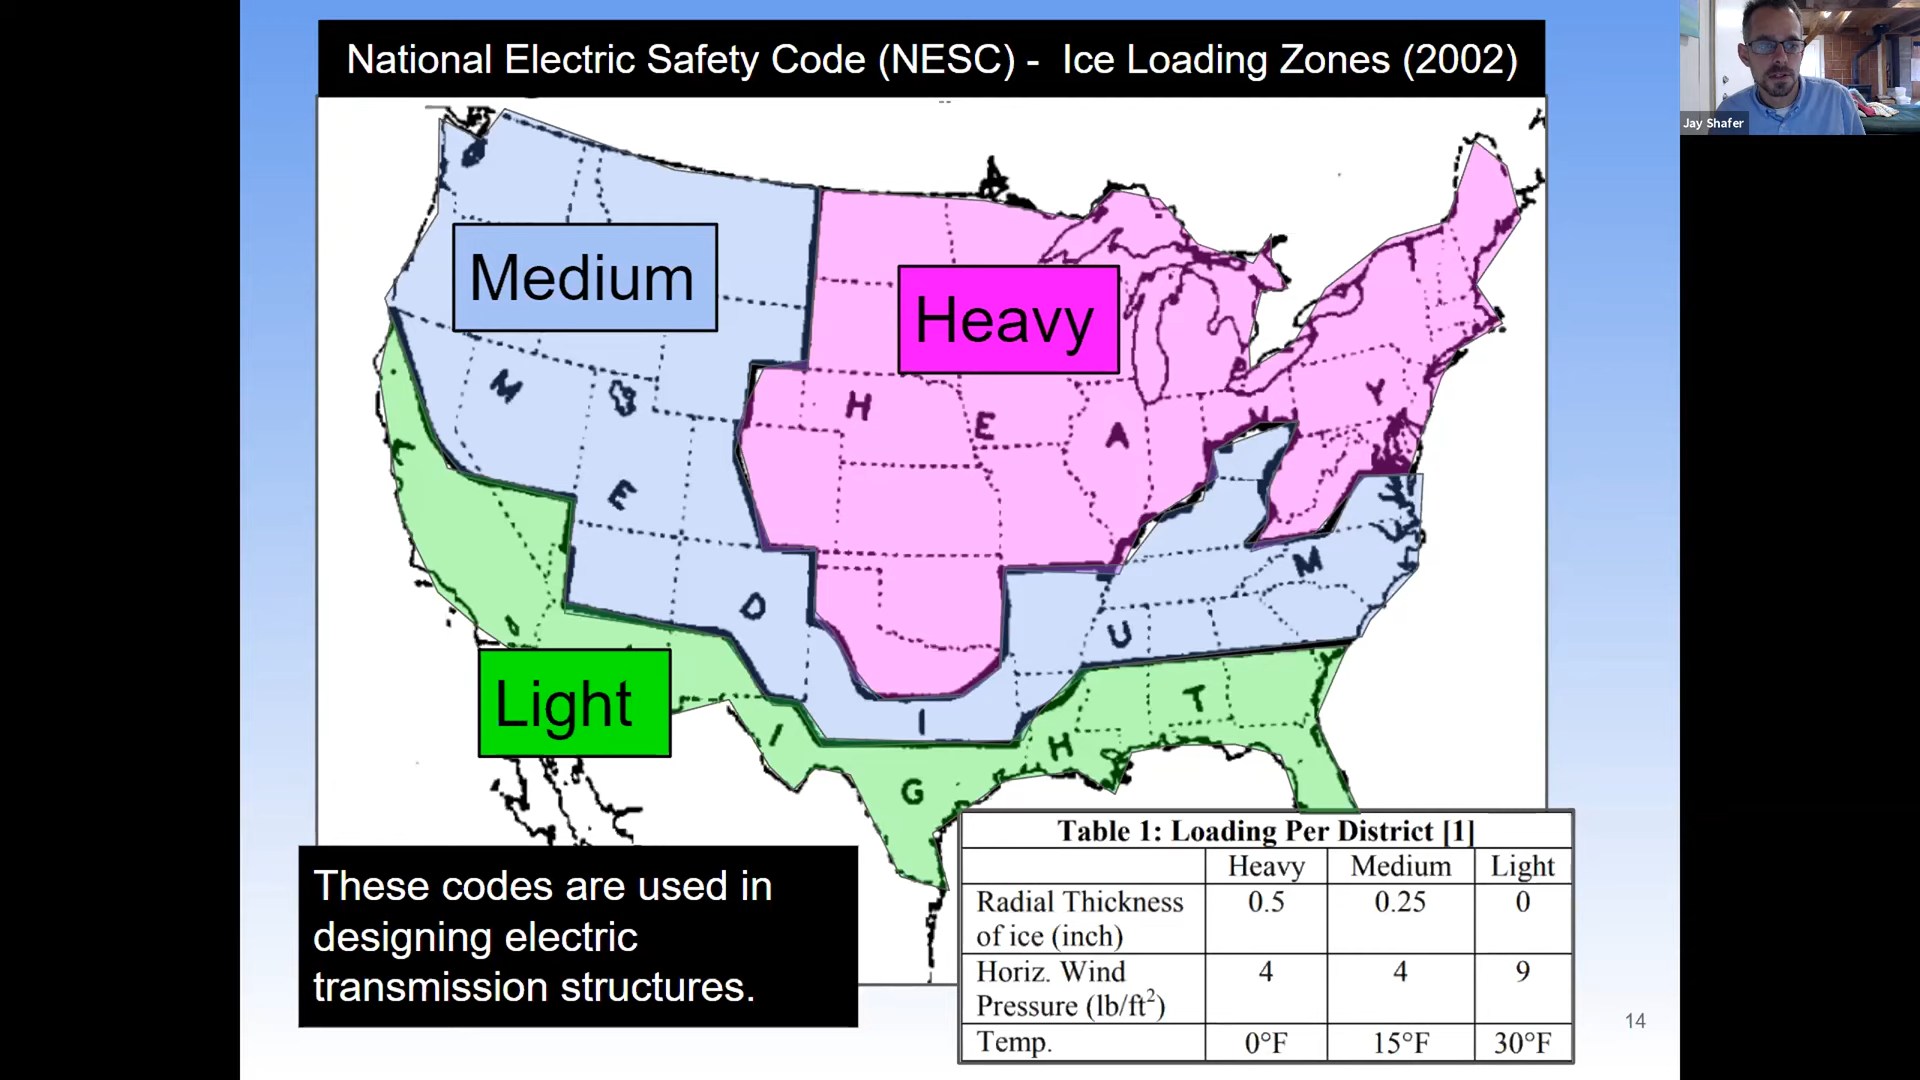 National Electric Safety Code (NESC) - Ice Loading Zones (2002)
Jay Shafer
Medium
Heavy
M
H
E
A
V
Y
E
D
I
U
M
Light
L
I
G
H
T
These codes are used in
designing electric
transmission structures.
Table 1: Loading Per District [1]
Heavy Medium Light
Radial Thickness
of ice (inch) 0.5 0.25 0
Horiz. Wind
Pressure (lb/ft²) 4 4 9
Temp. 0°F 15°F 30°F
14